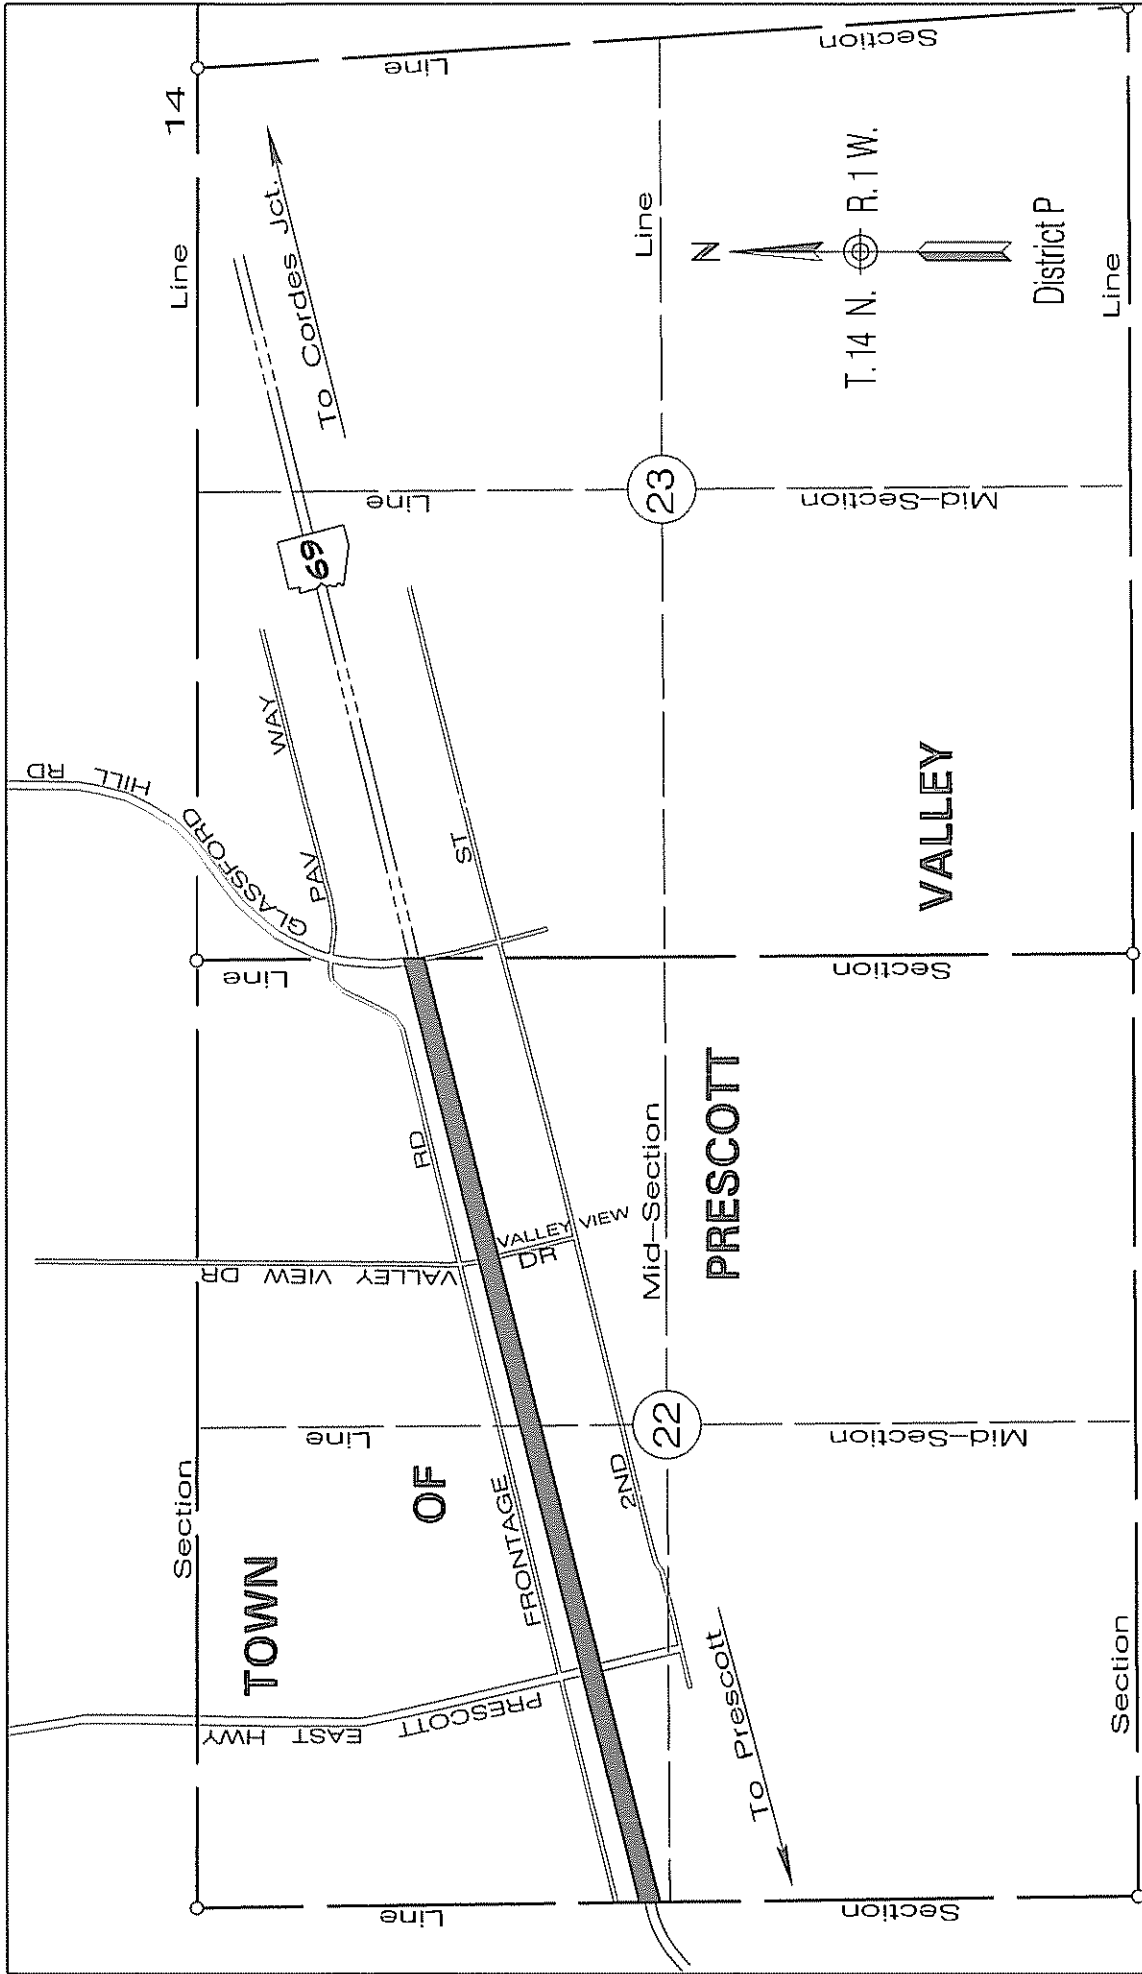 14
Section
Line
Line
Section
To Cordes Jct.
69
GLASSFORD HILL RD
PAV WAY
2ND ST
FRONTAGE RD
VALLEY VIEW DR
VALLEY VIEW
DR
PRESCOTT EAST HWY
To Prescott
TOWN OF
PRESCOTT VALLEY
22
23
Mid-Section Line
Mid-Section Line
Mid-Section Line
Section Line
Section Line
N
T. 14 N. R. 1 W.
District P
Section Line